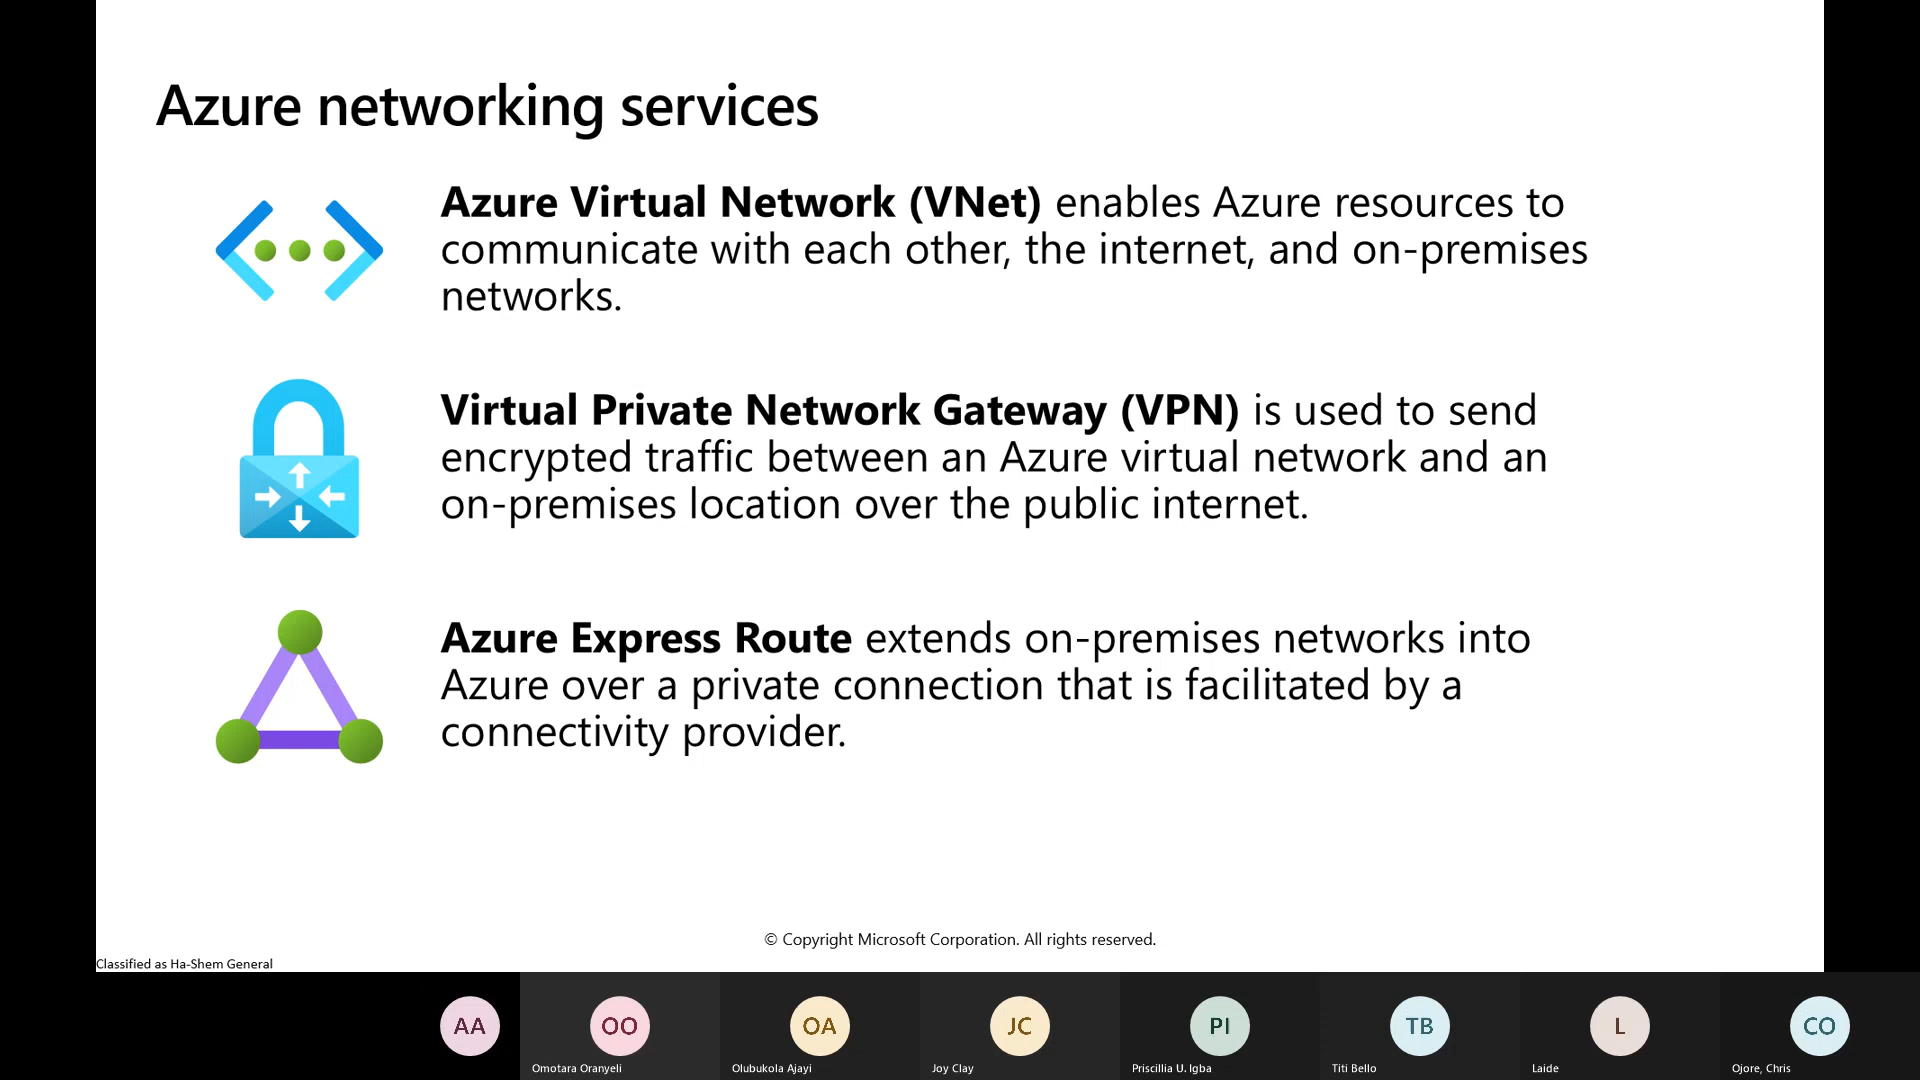 Azure networking services
Azure Virtual Network (VNet) enables Azure resources to
communicate with each other, the internet, and on-premises
networks.
Virtual Private Network Gateway (VPN) is used to send
encrypted traffic between an Azure virtual network and an
on-premises location over the public internet.
Azure Express Route extends on-premises networks into
Azure over a private connection that is facilitated by a
connectivity provider.
© Copyright Microsoft Corporation. All rights reserved.
Classified as Ha-Shem General
AA
OO
OA
JC
PI
TB
L
CO
Omotara Oranyeli
Olubukola Ajayi
Joy Clay
Priscillia U. Igba
Titi Bello
Laide
Ojore, Chris